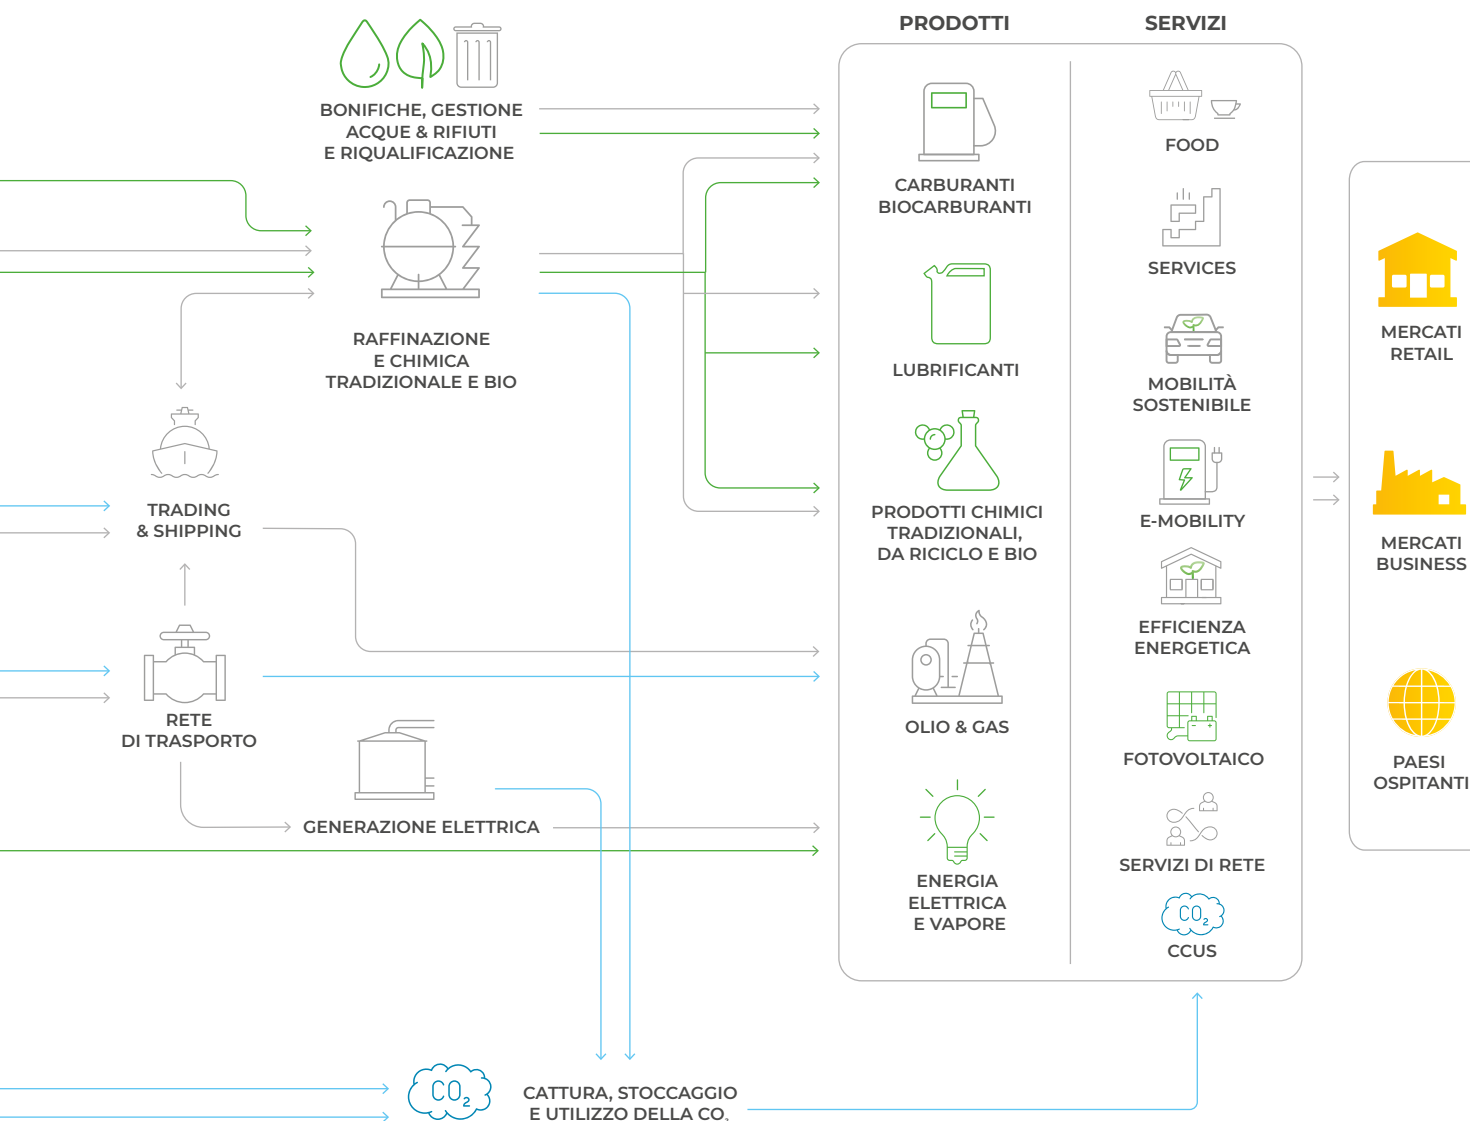 BONIFICHE, GESTIONE
ACQUE & RIFIUTI
E RIQUALIFICAZIONE
RAFFINAZIONE
E CHIMICA
TRADIZIONALE E BIO
TRADING
& SHIPPING
RETE
DI TRASPORTO
GENERAZIONE ELETTRICA
CO₂
CATTURA, STOCCAGGIO
E UTILIZZO DELLA CO₂
PRODOTTI
CARBURANTI
BIOCARBURANTI
LUBRIFICANTI
PRODOTTI CHIMICI
TRADIZIONALI,
DA RICICLO E BIO
OLIO & GAS
ENERGIA
ELETTRICA
E VAPORE
SERVIZI
FOOD
SERVICES
MOBILITÀ
SOSTENIBILE
E-MOBILITY
EFFICIENZA
ENERGETICA
FOTOVOLTAICO
SERVIZI DI RETE
CO₂
CCUS
MERCATI
RETAIL
MERCATI
BUSINESS
PAESI
OSPITANTI